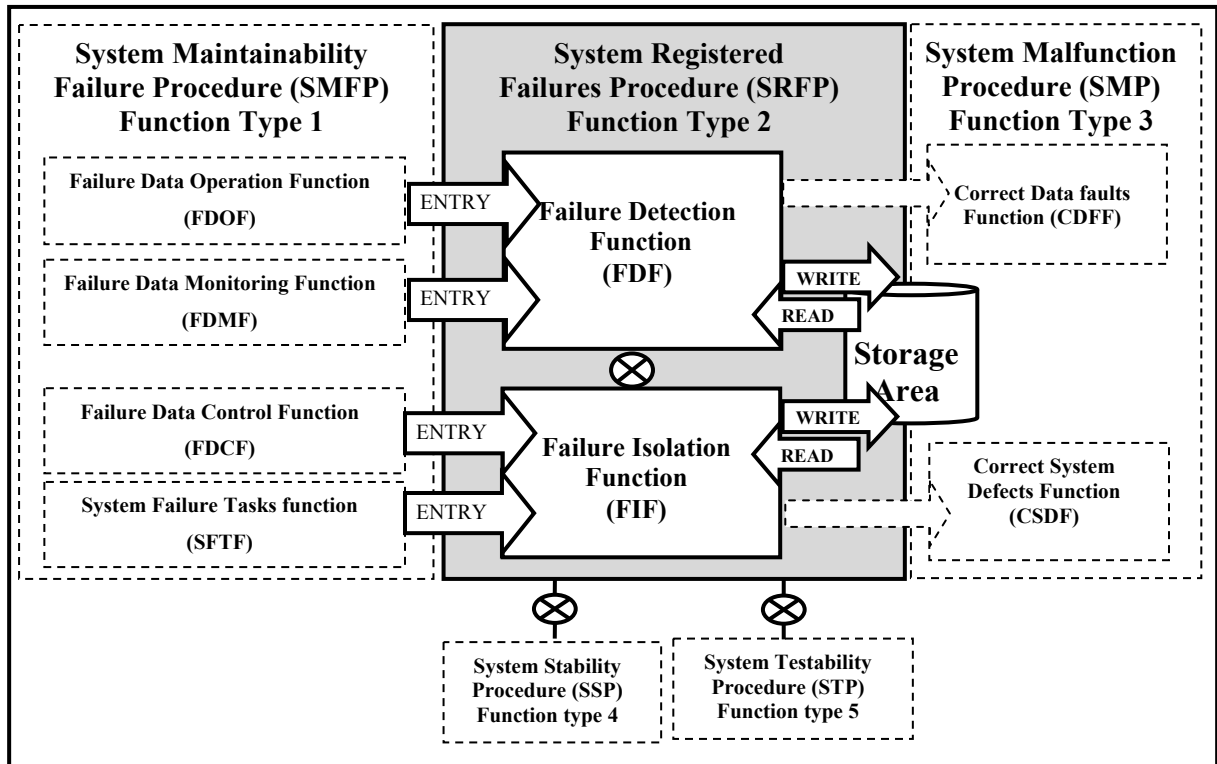 System Maintainability
Failure Procedure (SMFP)
Function Type 1
Failure Data Operation Function
(FDOF)
Failure Data Monitoring Function
(FDMF)
Failure Data Control Function
(FDCF)
System Failure Tasks function
(SFTF)
ENTRY
ENTRY
ENTRY
ENTRY
System Registered
Failures Procedure (SRFP)
Function Type 2
Failure Detection
Function
(FDF)
Failure Isolation
Function
(FIF)
WRITE
READ
WRITE
READ
Storage
Area
System Malfunction
Procedure (SMP)
Function Type 3
Correct Data faults
Function (CDFF)
Correct System
Defects Function
(CSDF)
System Stability
Procedure (SSP)
Function type 4
System Testability
Procedure (STP)
Function type 5